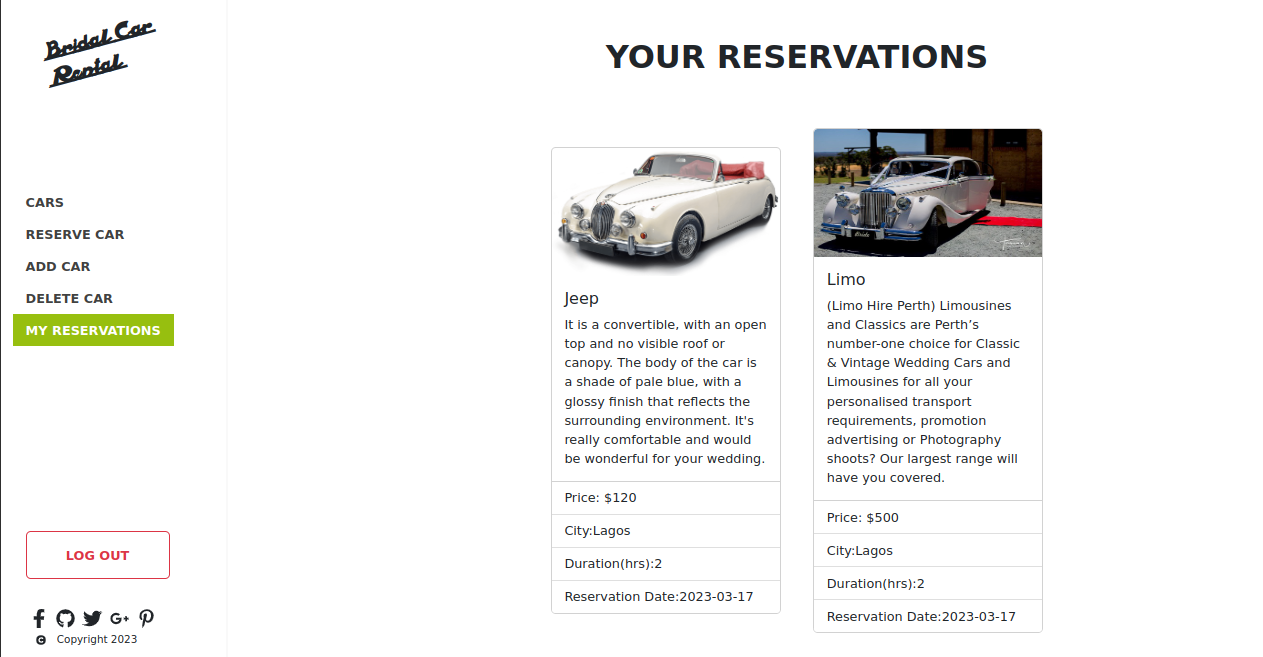 Bridal Car
Rental
CARS
RESERVE CAR
ADD CAR
DELETE CAR
MY RESERVATIONS
LOG OUT
Copyright 2023
YOUR RESERVATIONS
Jeep
It is a convertible, with an open
top and no visible roof or
canopy. The body of the car is
a shade of pale blue, with a
glossy finish that reflects the
surrounding environment. It's
really comfortable and would
be wonderful for your wedding.
Price: $120
City:Lagos
Duration(hrs):2
Reservation Date:2023-03-17
Bride
Limo
(Limo Hire Perth) Limousines
and Classics are Perth’s
number-one choice for Classic
& Vintage Wedding Cars and
Limousines for all your
personalised transport
requirements, promotion
advertising or Photography
shoots? Our largest range will
have you covered.
Price: $500
City:Lagos
Duration(hrs):2
Reservation Date:2023-03-17